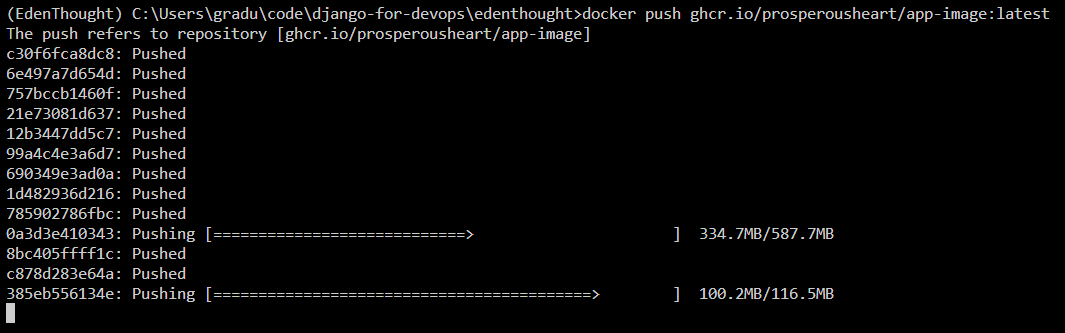 (EdenThought) C:\Users\gradu\code\django-for-devops\edenthought>docker push ghcr.io/prosperousheart/app-image:latest
The push refers to repository [ghcr.io/prosperousheart/app-image]
c30f6fca8dc8: Pushed
6e497a7d654d: Pushed
757bccb1460f: Pushed
21e73081d637: Pushed
12b3447dd5c7: Pushed
99a4c4e3a6d7: Pushed
690349e3ad0a: Pushed
1d482936d216: Pushed
785902786fbc: Pushed
0a3d3e410343: Pushing [============================>                      ]  334.7MB/587.7MB
8bc405ffff1c: Pushed
c878d283e64a: Pushed
385eb556134e: Pushing [==========================================>        ]  100.2MB/116.5MB